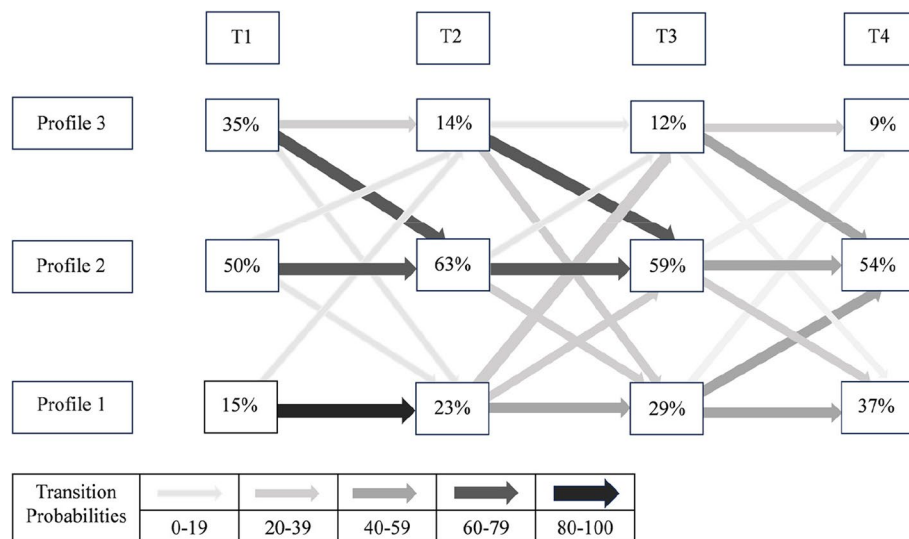 T1 T2 T3 T4
Profile 3 35% 14% 12% 9%
Profile 2 50% 63% 59% 54%
Profile 1 15% 23% 29% 37%
Transition
Probabilities
0-19 20-39 40-59 60-79 80-100